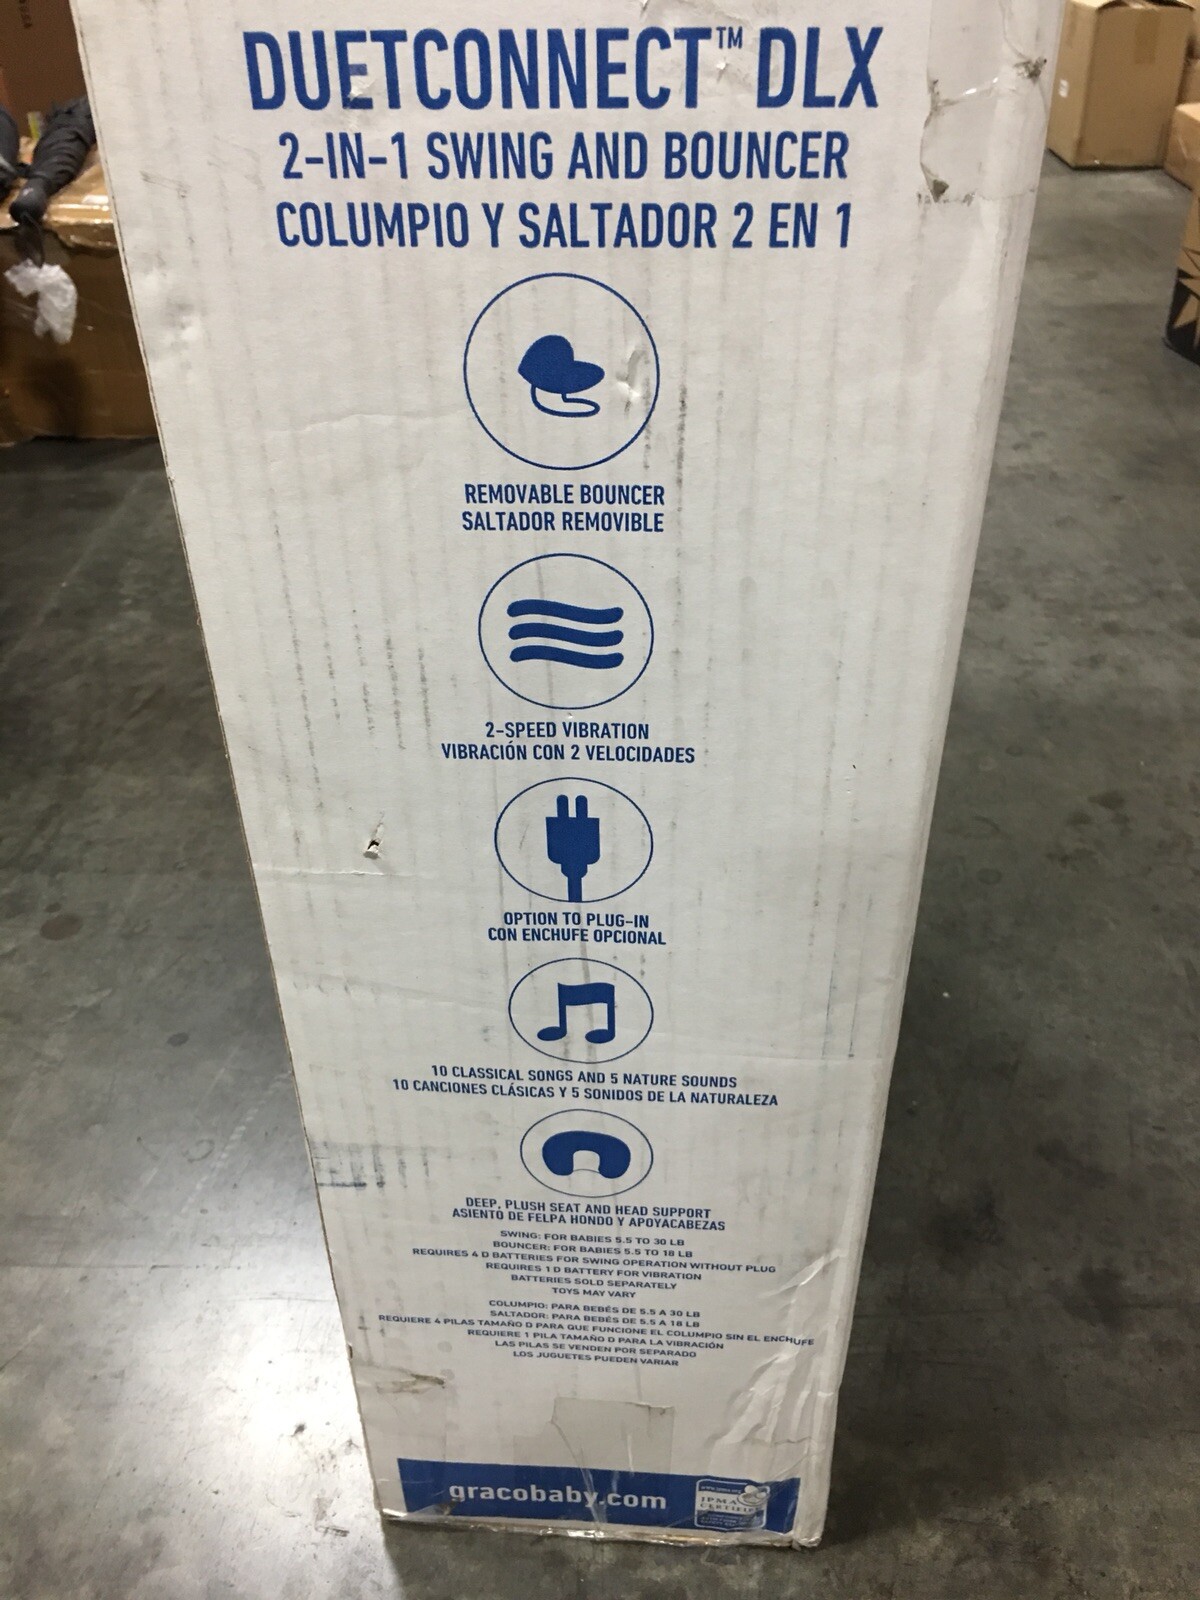 DUETCONNECT™ DLX
2-IN-1 SWING AND BOUNCER
COLUMPIO Y SALTADOR 2 EN 1
REMOVABLE BOUNCER
SALTADOR REMOVIBLE
2-SPEED VIBRATION
VIBRACIÓN CON 2 VELOCIDADES
OPTION TO PLUG-IN
CON ENCHUFE OPCIONAL
10 CLASSICAL SONGS AND 5 NATURE SOUNDS
10 CANCIONES CLÁSICAS Y 5 SONIDOS DE LA NATURALEZA
DEEP, PLUSH SEAT AND HEAD SUPPORT
ASIENTO DE FELPA HONDO Y APOYACABEZAS
SWING: FOR BABIES 5.5 TO 30 LB
BOUNCER: FOR BABIES 5.5 TO 18 LB
REQUIRES 4 D BATTERIES FOR SWING OPERATION WITHOUT PLUG
REQUIRES 1 D BATTERY FOR VIBRATION
BATTERIES SOLD SEPARATELY
TOYS MAY VARY
COLUMPIO: PARA BEBÉS DE 5.5 A 30 LB
SALTADOR: PARA BEBÉS DE 5.5 A 18 LB
REQUIERE 4 PILAS TAMAÑO D PARA QUE FUNCIONE EL COLUMPIO SIN EL ENCHUFE
REQUIERE 1 PILA TAMAÑO D PARA LA VIBRACIÓN
LAS PILAS SE VENDEN POR SEPARADO
LOS JUGUETES PUEDEN VARIAR
gracobaby.com
JPMA